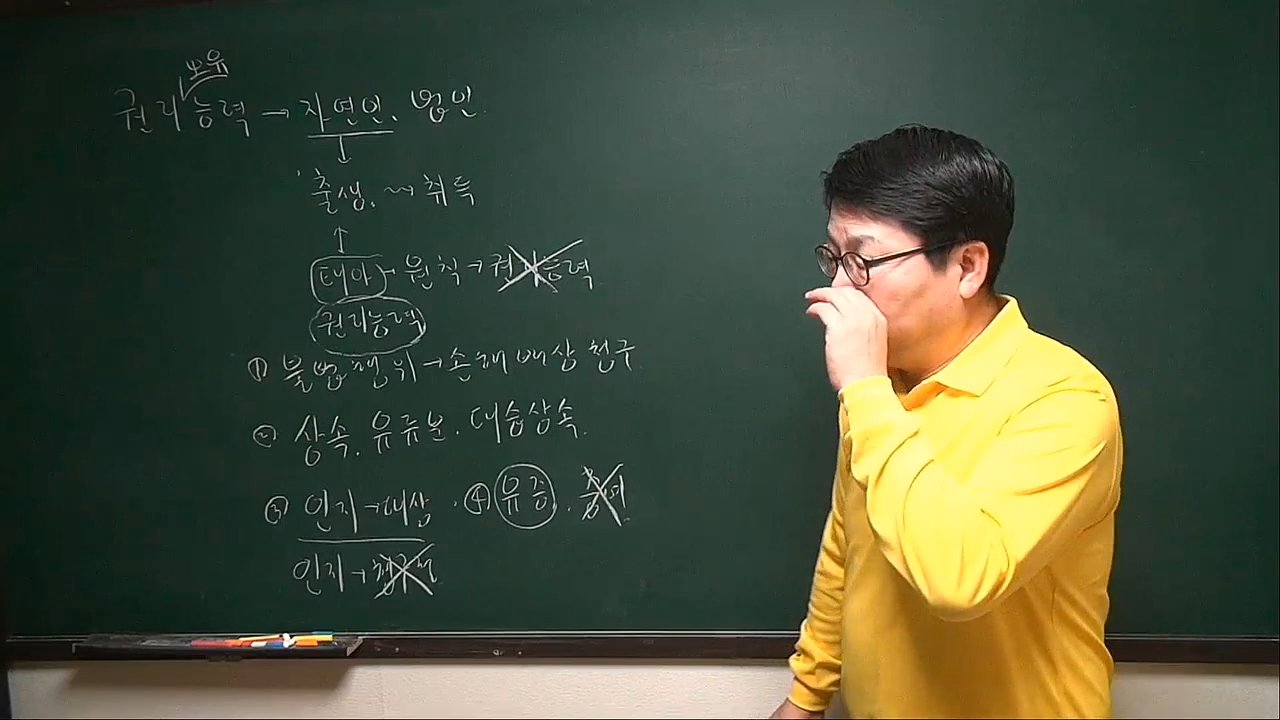 보유
권리능력 → 자연인, 법인
↓
출생. → 취득
↑
태아 → 원칙 → 권리능력
권리능력
① 불법행위 → 손해배상청구
② 상속, 유류분, 대습상속.
③ 인지 → 대상. ④ 유증.
인지 →